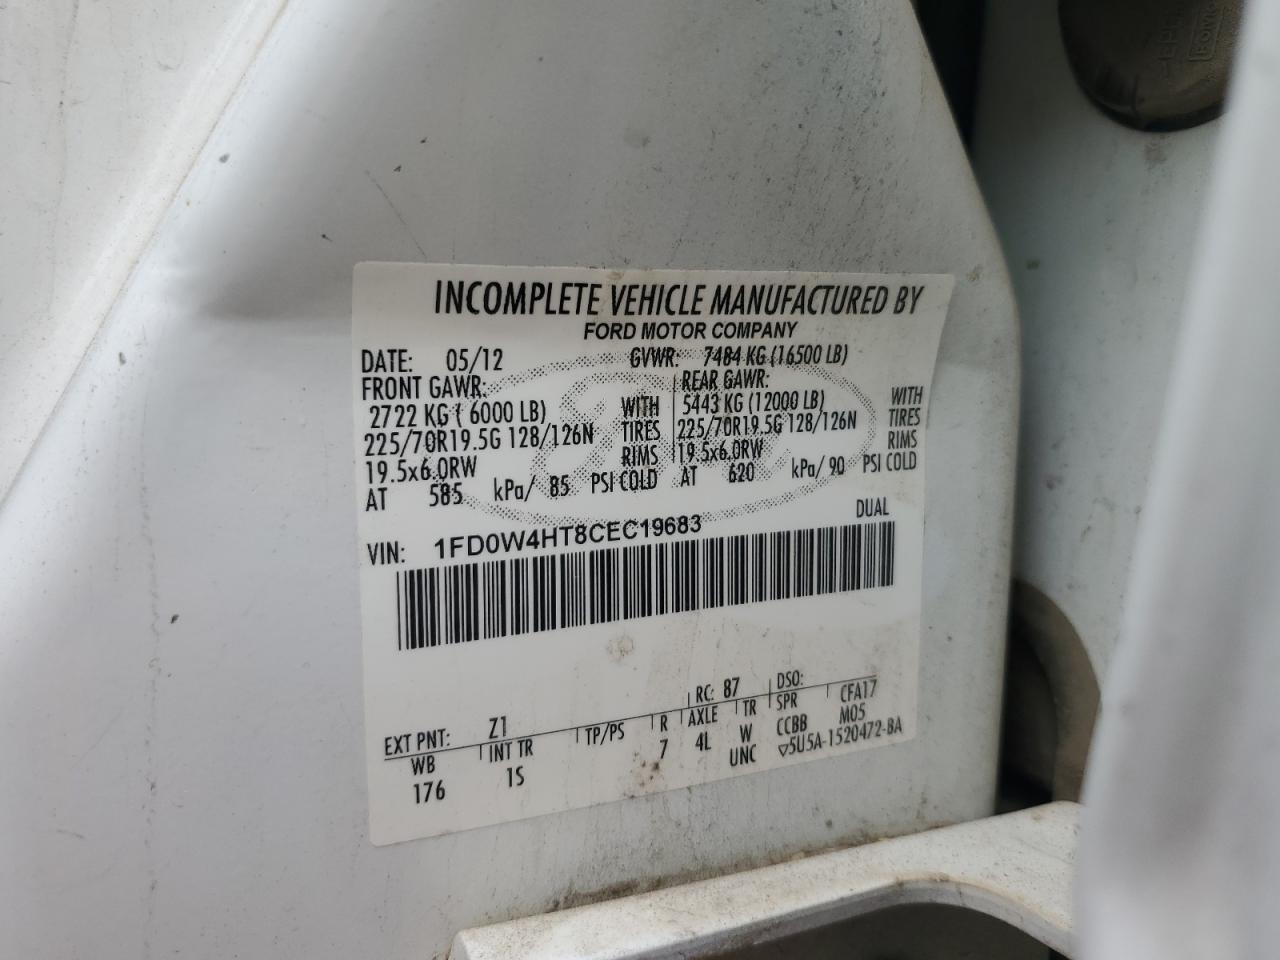 INCOMPLETE VEHICLE MANUFACTURED BY
FORD MOTOR COMPANY
DATE: 05/12 GVWR: 7484 KG (16500 LB)
FRONT GAWR: REAR GAWR:
2722 KG ( 6000 LB) WITH 5443 KG (12000 LB) WITH
225/70R19.5G 128/126N TIRES 225/70R19.5G 128/126N TIRES
19.5x6.0RW RIMS 19.5x6.0RW RIMS
AT 585 kPa/ 85 PSI COLD AT 620 kPa/ 90 PSI COLD
VIN: 1FD0W4HT8CEC19683 DUAL
EXT PNT: Z1 RC: 87 DSO:
WB INT TR TP/PS R AXLE TR SPR CFA17
176 1S 7 4L W CCBB M05
UNC ▽5U5A-1520472-BA